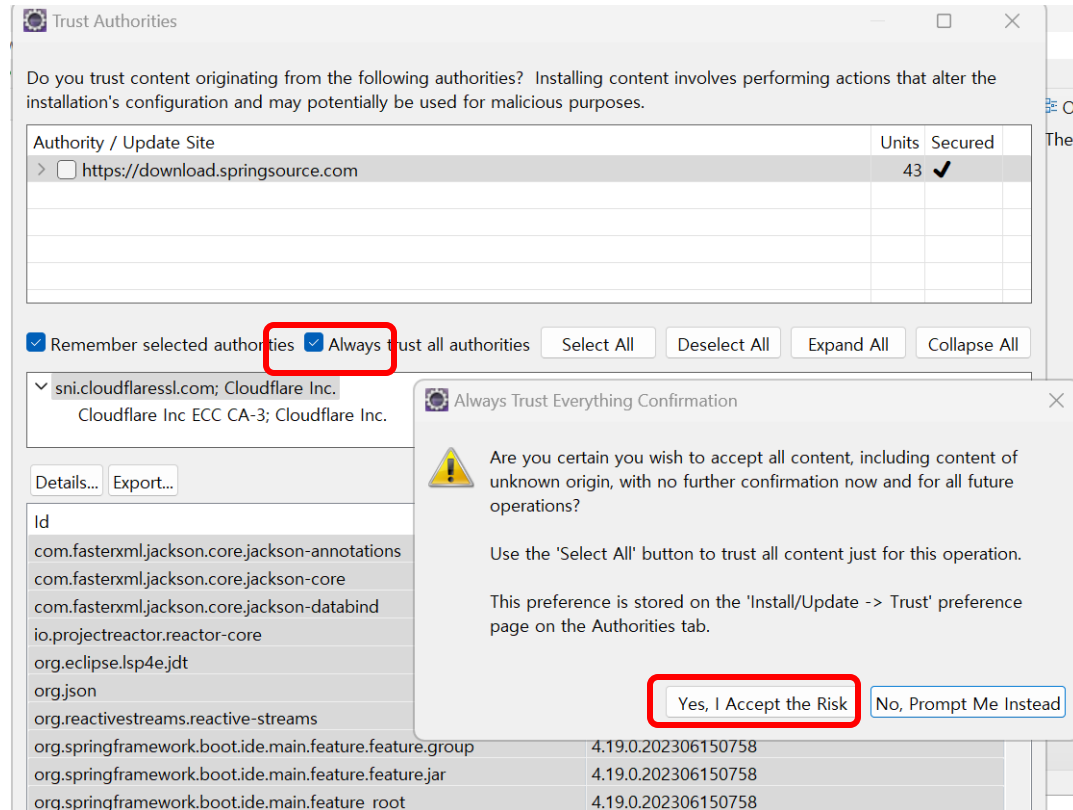 Trust Authorities
Do you trust content originating from the following authorities?  Installing content involves performing actions that alter the
installation's configuration and may potentially be used for malicious purposes.
Authority / Update Site Units Secured
https://download.springsource.com 43
Remember selected authorities Always trust all authorities Select All Deselect All Expand All Collapse All
sni.cloudflaressl.com; Cloudflare Inc.
Cloudflare Inc ECC CA-3; Cloudflare Inc.
Details... Export...
Id
com.fasterxml.jackson.core.jackson-annotations
com.fasterxml.jackson.core.jackson-core
com.fasterxml.jackson.core.jackson-databind
io.projectreactor.reactor-core
org.eclipse.lsp4e.jdt
org.json
org.reactivestreams.reactive-streams
org.springframework.boot.ide.main.feature.feature.group 4.19.0.202306150758
org.springframework.boot.ide.main.feature.feature.jar 4.19.0.202306150758
org.springframework.boot.ide.main.feature_root 4.19.0.202306150758
Always Trust Everything Confirmation
Are you certain you wish to accept all content, including content of
unknown origin, with no further confirmation now and for all future
operations?
Use the 'Select All' button to trust all content just for this operation.
This preference is stored on the 'Install/Update -> Trust' preference
page on the Authorities tab.
Yes, I Accept the Risk No, Prompt Me Instead
The